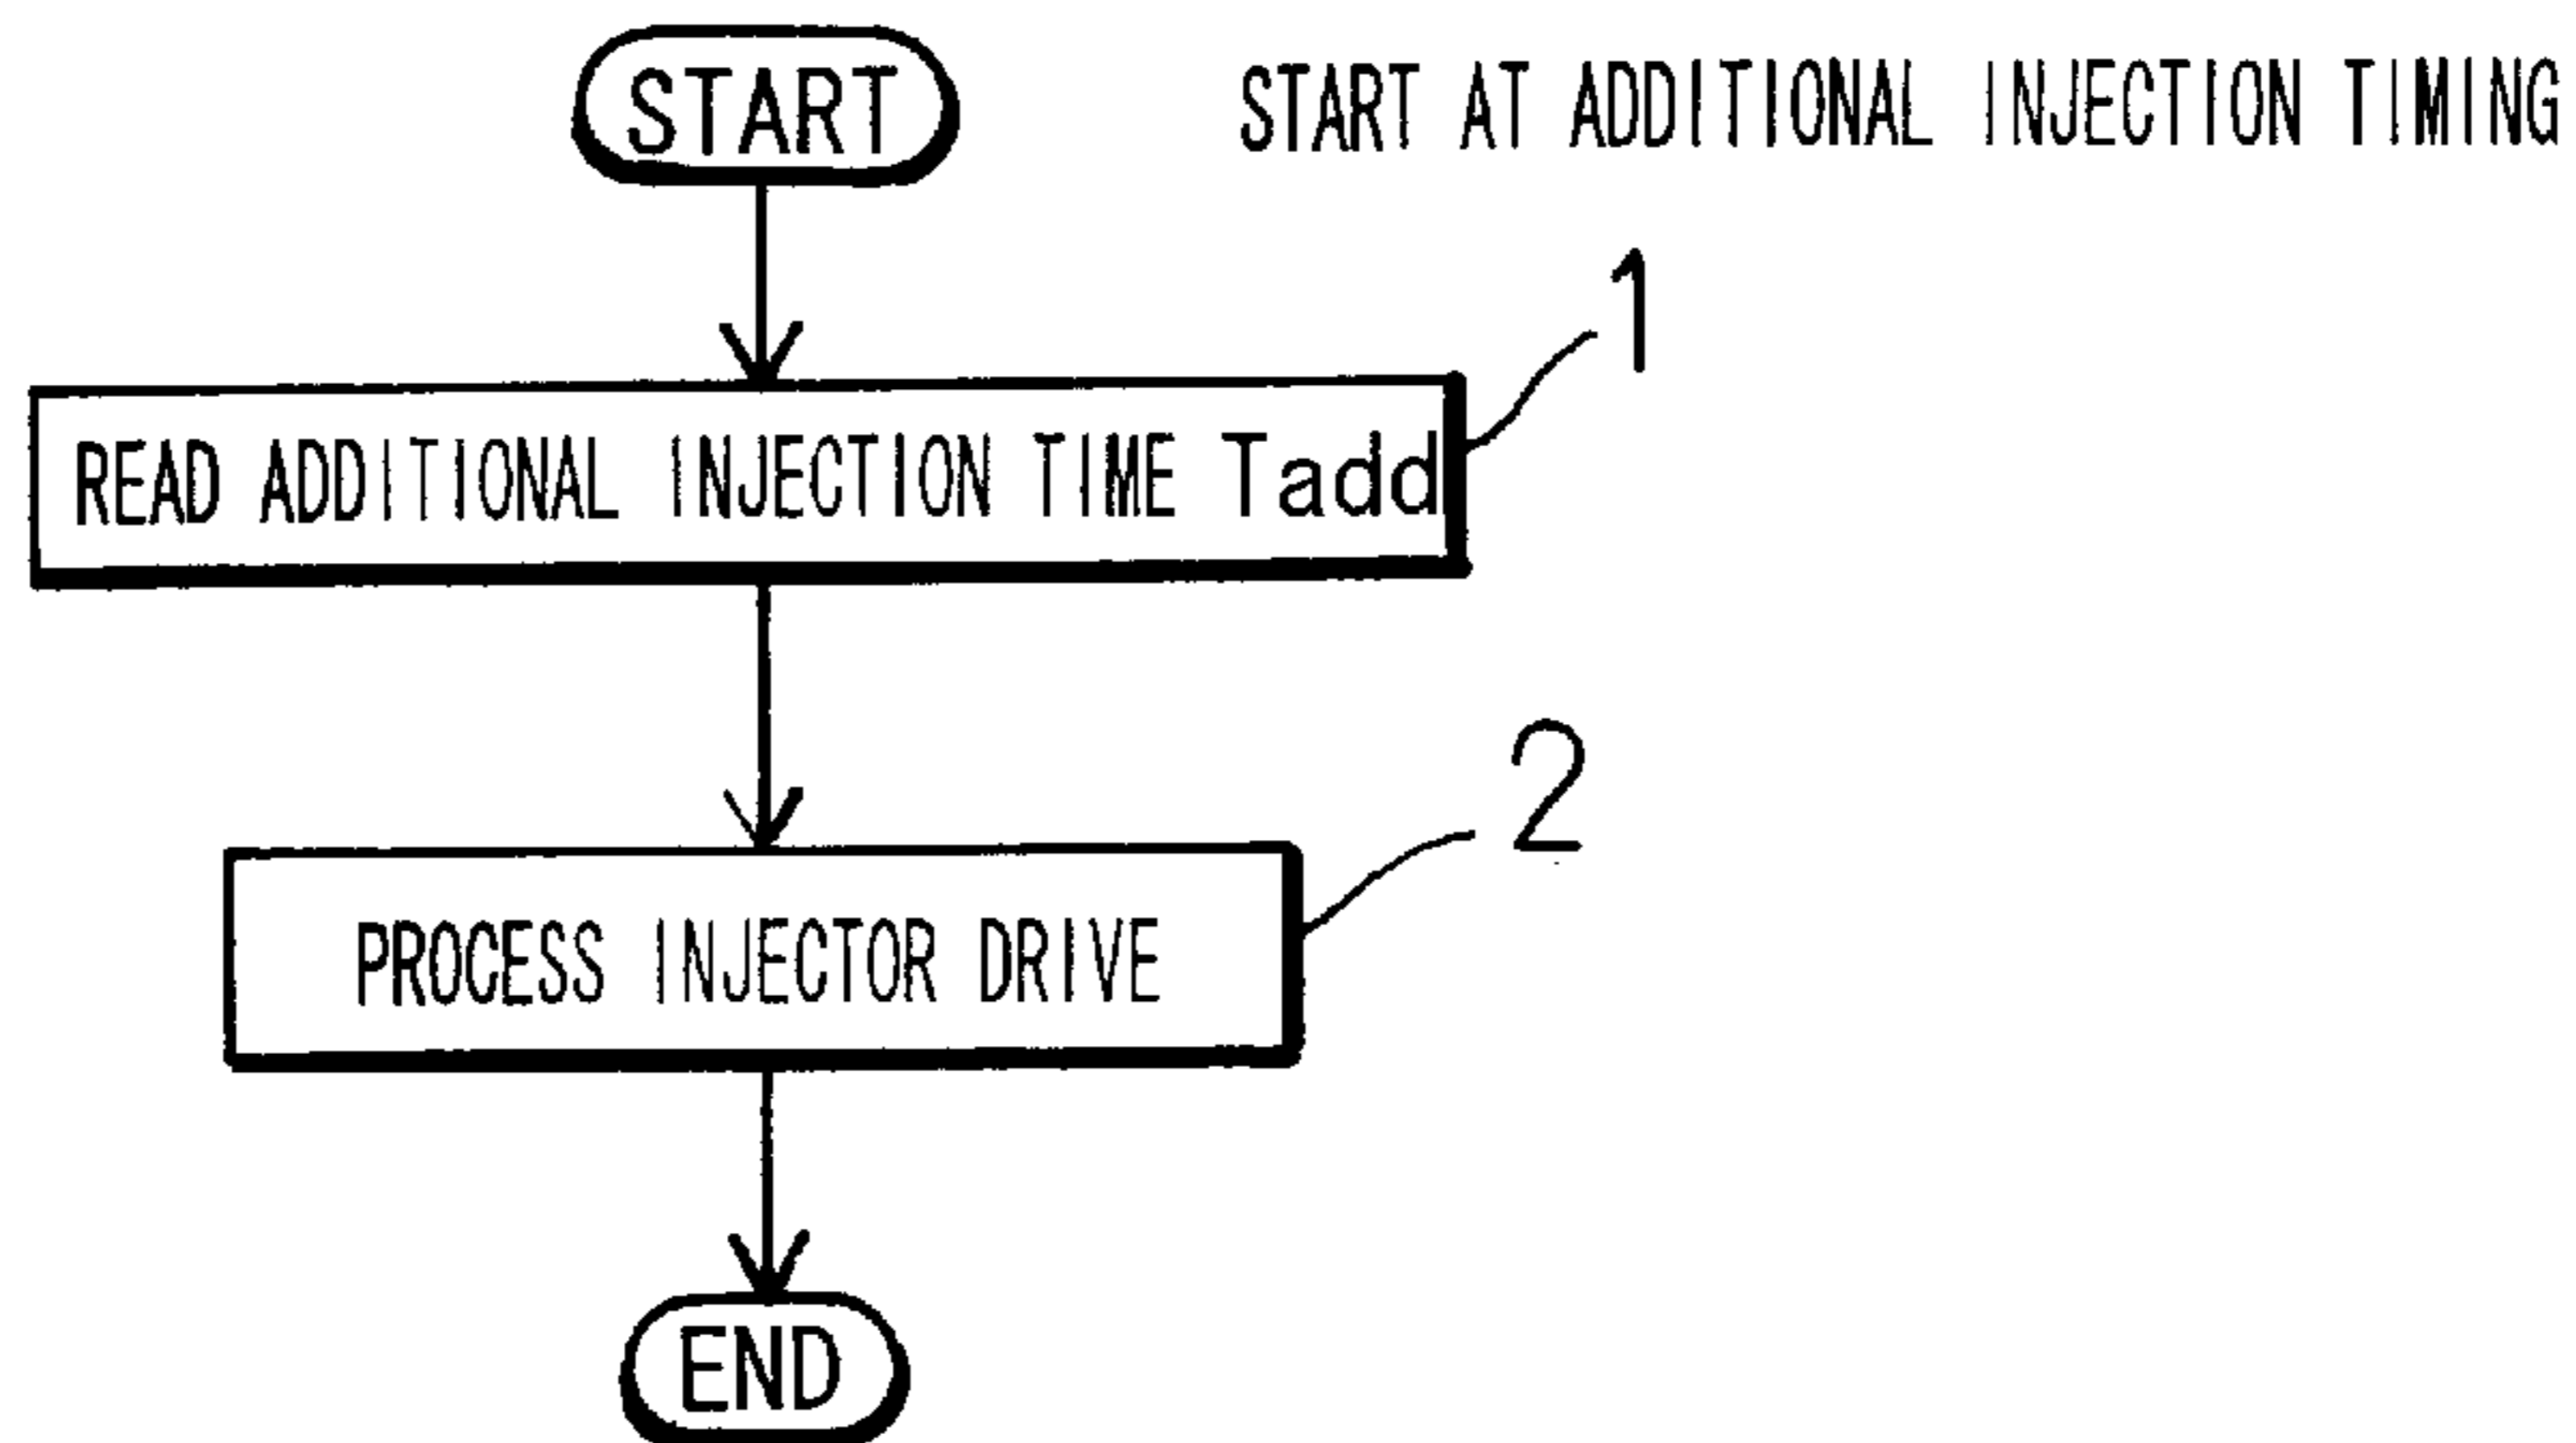 START
START AT ADDITIONAL INJECTION TIMING
1
READ ADDITIONAL INJECTION TIME Tadd
2
PROCESS INJECTOR DRIVE
END